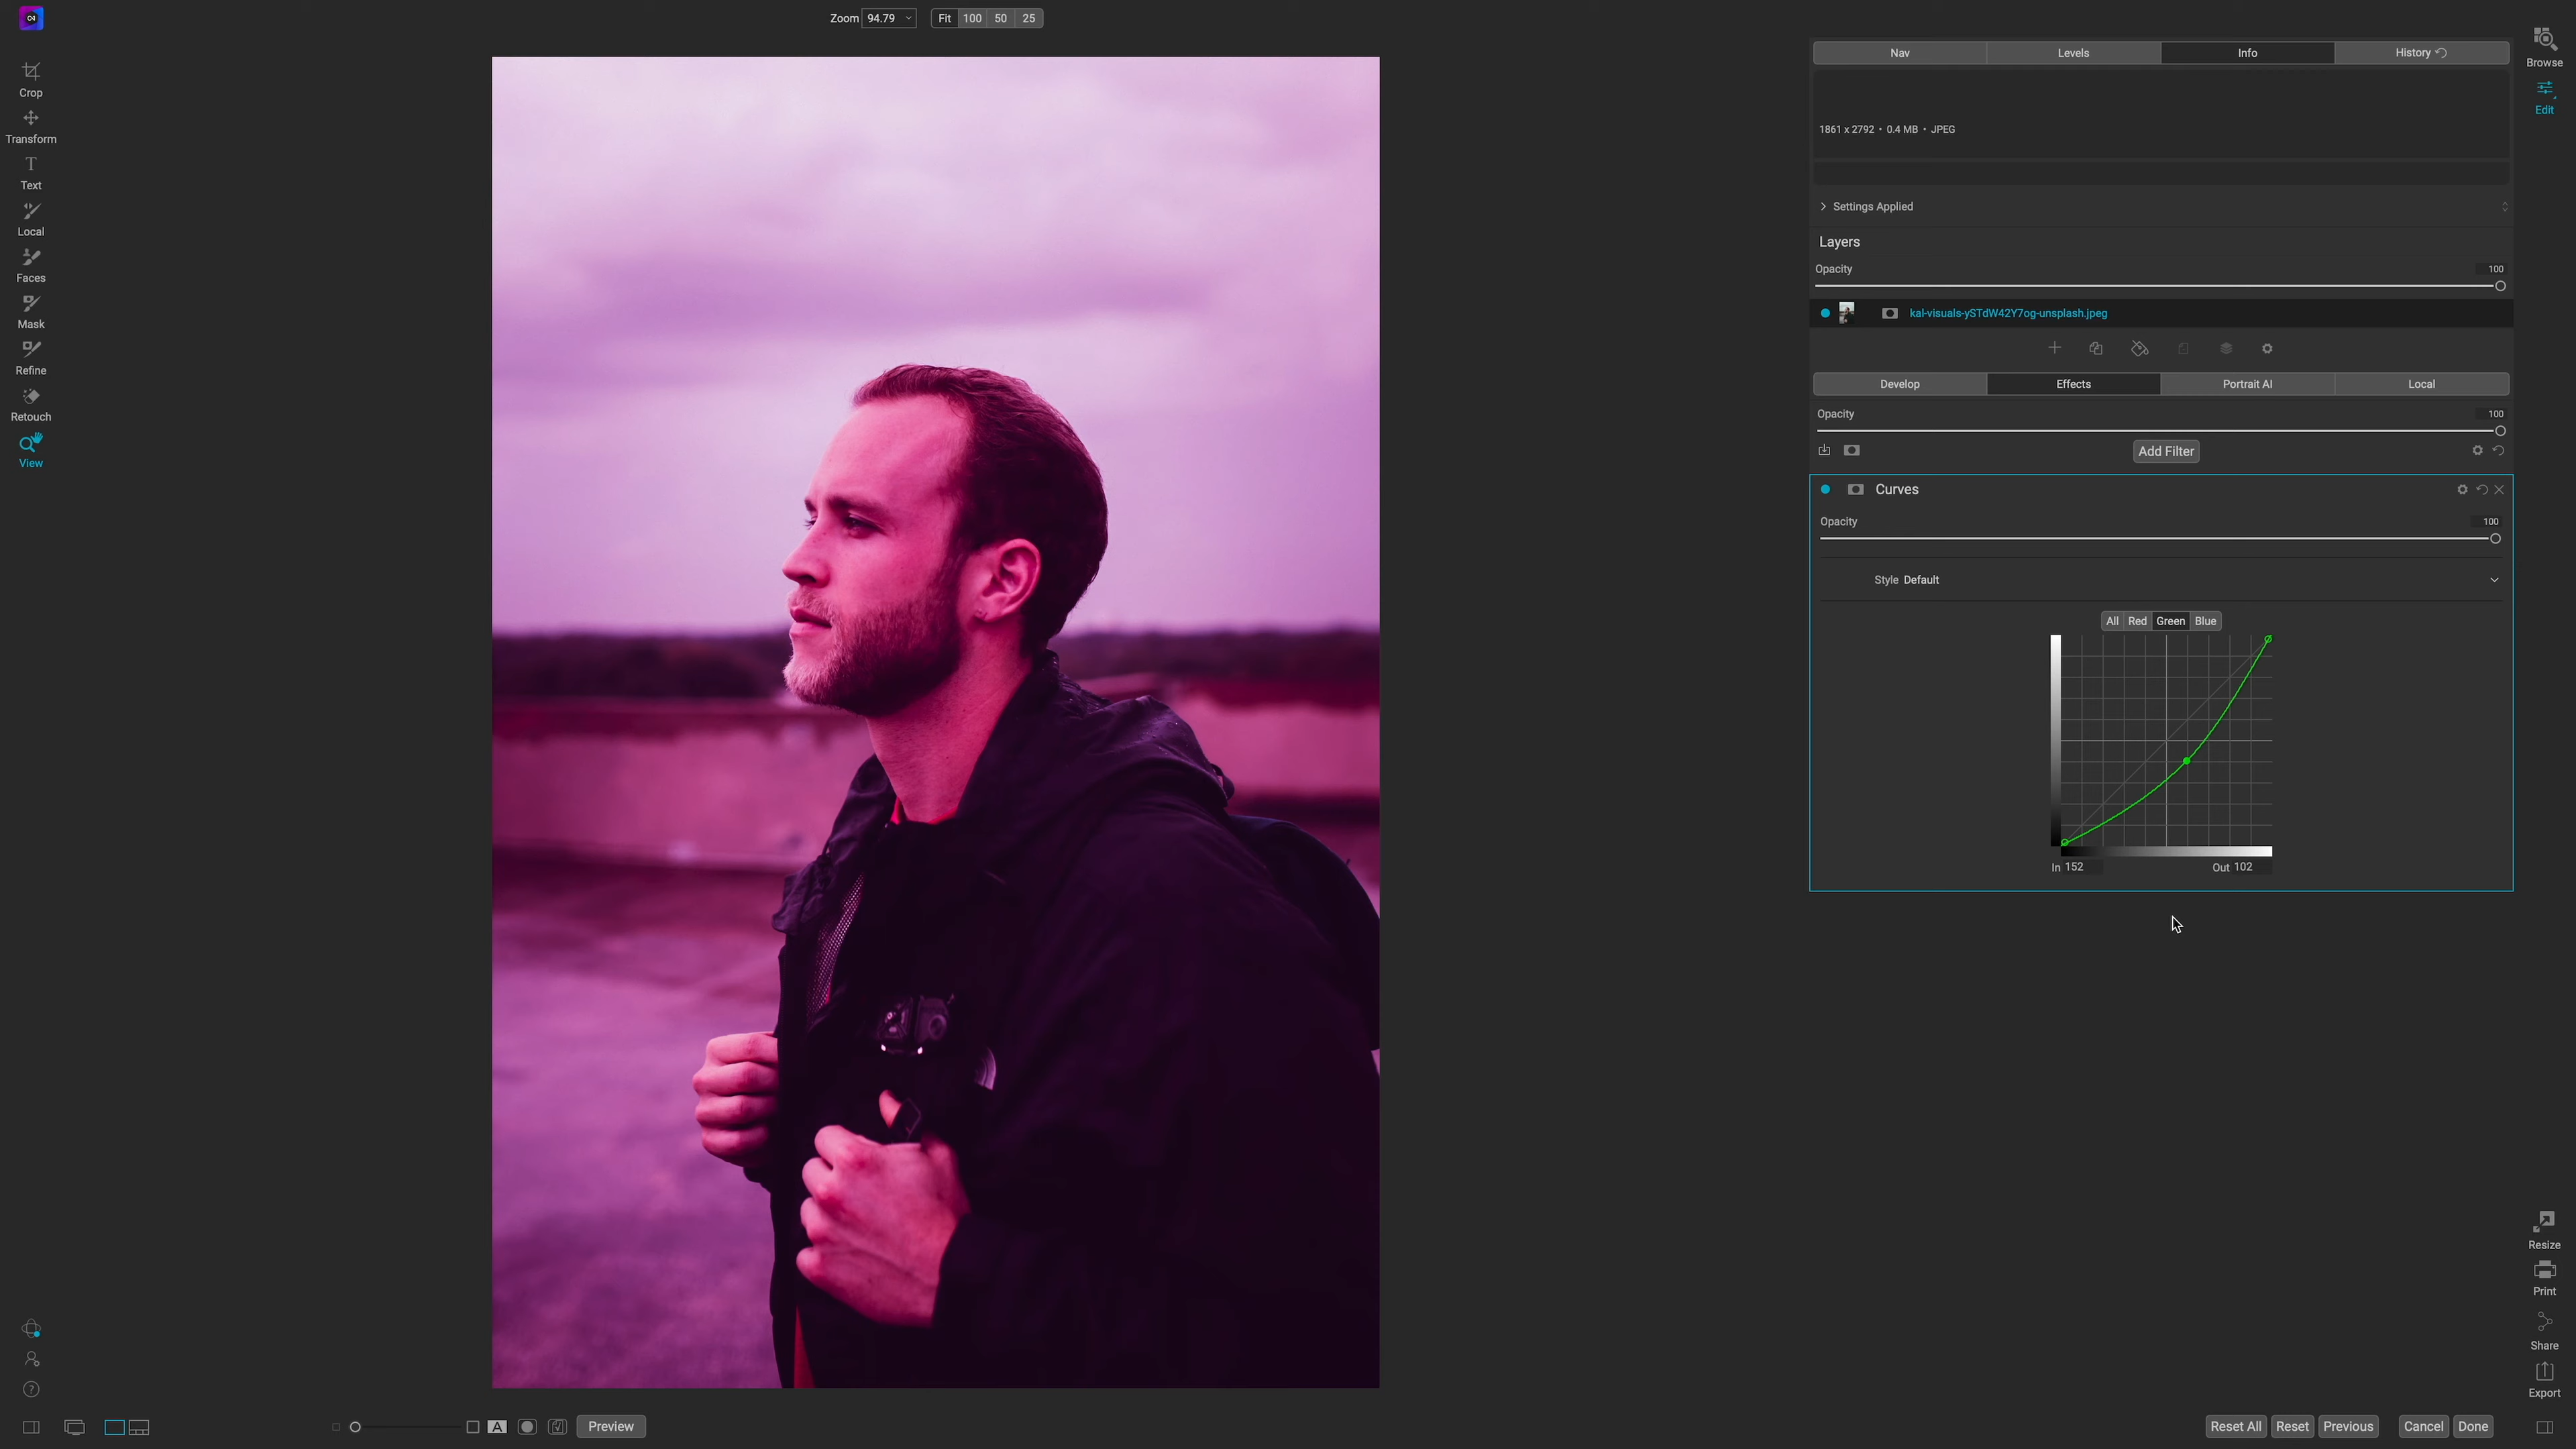 Zoom 94.79 Fit 100 50 25
Crop
Transform
Text
Local
Faces
Mask
Refine
Retouch
View
Nav Levels Info History
1861 x 2792 • 0.4 MB • JPEG
Settings Applied
Layers
Opacity 100
kal-visuals-ySTdW42Y7og-unsplash.jpeg
Develop Effects Portrait AI Local
Opacity 100
Add Filter
Curves
Opacity 100
Style Default
All Red Green Blue
In 152 Out 102
Browse
Edit
Resize
Print
Share
Export
A Preview
Reset All Reset Previous Cancel Done